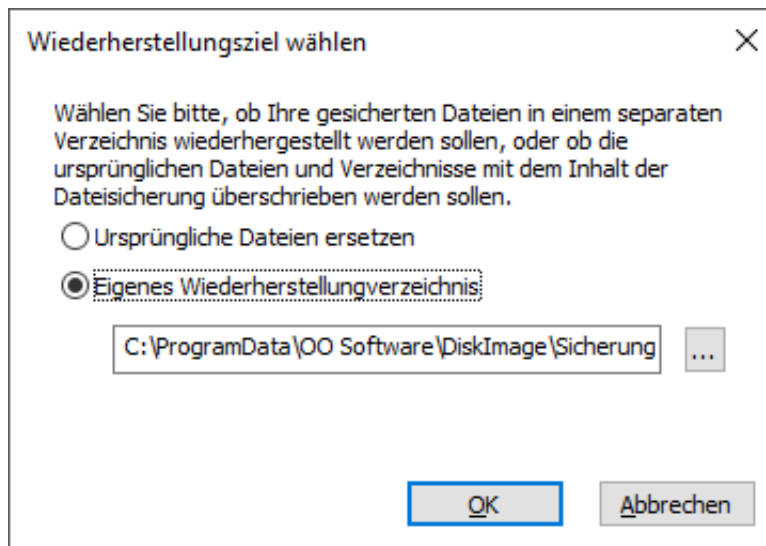 Wiederherstellungsziel wählen
Wählen Sie bitte, ob Ihre gesicherten Dateien in einem separaten
Verzeichnis wiederhergestellt werden sollen, oder ob die
ursprünglichen Dateien und Verzeichnisse mit dem Inhalt der
Dateisicherung überschrieben werden sollen.
Ursprüngliche Dateien ersetzen
Eigenes Wiederherstellungverzeichnis
C:\ProgramData\OO Software\DiskImage\Sicherung
...
OK
Abbrechen